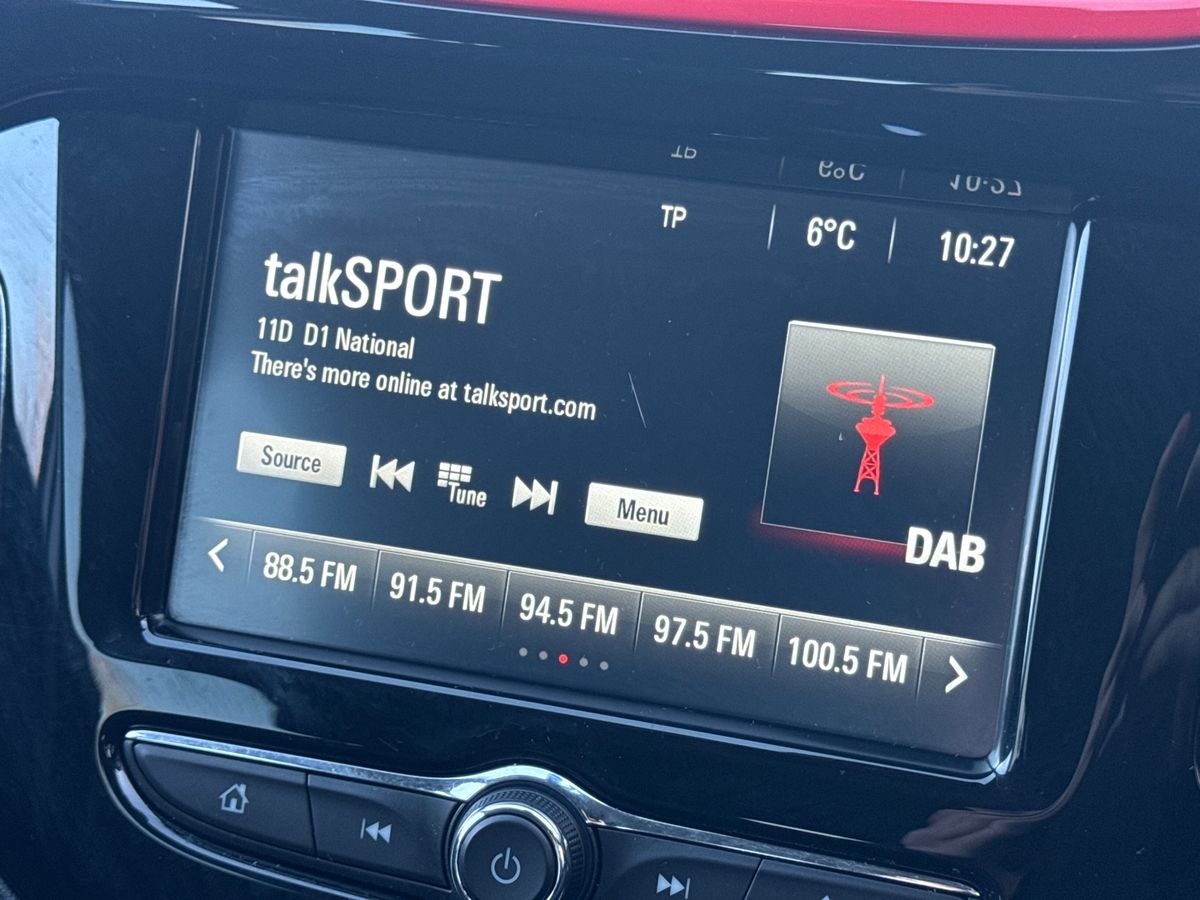 TP 6°C 10:27
talkSPORT
11D D1 National
There's more online at talksport.com
Source Tune Menu
DAB
88.5 FM 91.5 FM 94.5 FM 97.5 FM 100.5 FM